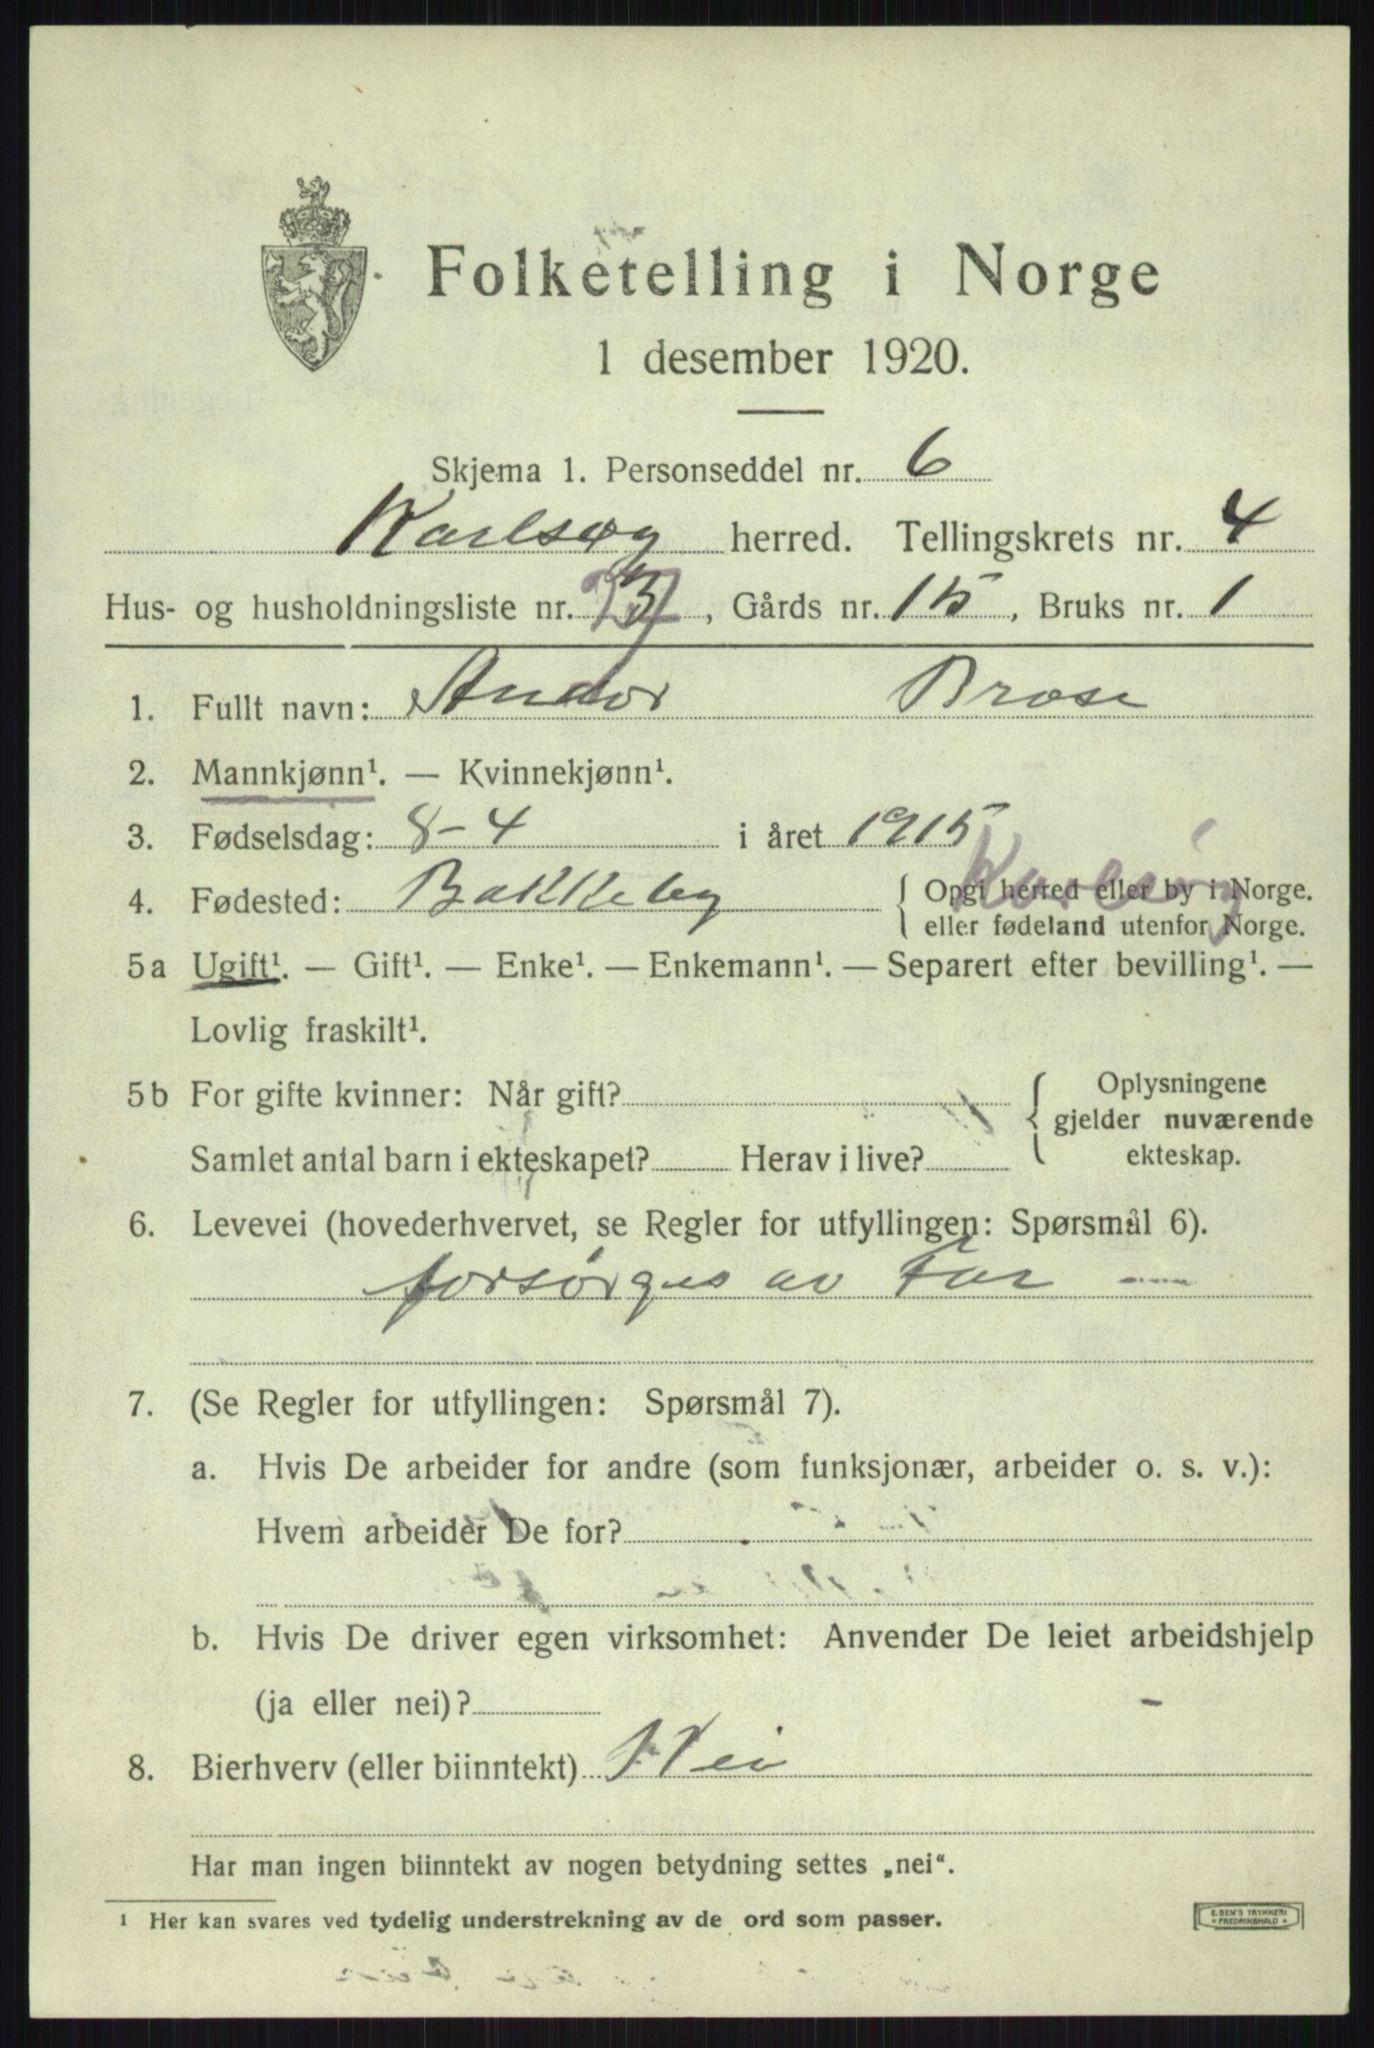 Folketelling i Norge
1 desember 1920.
Skjema 1. Personseddel nr. 6
Karlsøy herred. Tellingskrets nr. 4
Hus- og husholdningsliste nr. , Gårds nr. 15, Bruks nr. 1
1. Fullt navn: Andor Brose
2. Mannkjønn¹. — Kvinnekjønn¹.
3. Fødselsdag: 8-4 i året 1915
4. Fødested: Bakkeby { Opgi herred eller by i Norge.
eller fødeland utenfor Norge.
Karlsøy
5a Ugift¹. — Gift¹. — Enke¹. — Enkemann¹. — Separert efter bevilling¹. —
Lovlig fraskilt¹.
5b For gifte kvinner: Når gift? { Oplysningene
gjelder nuværende
Samlet antal barn i ekteskapet? Herav i live? ekteskap.
6. Levevei (hovederhvervet, se Regler for utfyllingen: Spørsmål 6).
forsørges av Far —
7. (Se Regler for utfyllingen: Spørsmål 7).
a. Hvis De arbeider for andre (som funksjonær, arbeider o. s. v.):
Hvem arbeider De for?
b. Hvis De driver egen virksomhet: Anvender De leiet arbeidshjelp
(ja eller nei)? -
8. Bierhverv (eller biinntekt) Nei
Har man ingen biinntekt av nogen betydning settes „nei“.
¹ Her kan svares ved tydelig understrekning av de ord som passer.
E. SEM'S TRYKKERI
FREDRIKSHALD